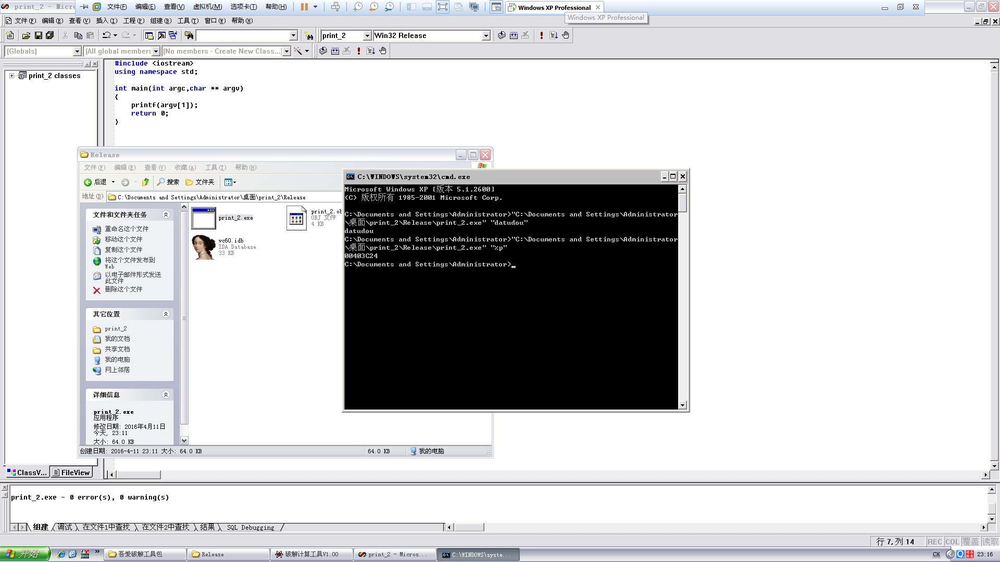 print_2 - Micro
文件(F) 编辑(E) 查看(V) 虚拟机(M) 选项卡(T) 帮助(H)
Windows XP Professional
Windows XP Professional
文件(F) 编辑(E) 查看(V) 插入(I) 工程(P) 组建(B) 工具(T) 窗口(W) 帮助(H)
print_2 Win32 Release
(Globals) (All global members (No members - Create New Class...)
print_2 classes
#include <iostream>
using namespace std;
int main(int argc,char ** argv)
{
printf(argv[1]);
return 0;
}
Release
文件(F) 编辑(E) 查看(V) 收藏(A) 工具(T) 帮助(H)
后退 搜索 文件夹
地址(D) C:\Documents and Settings\Administrator\桌面\print_2\Release
文件和文件夹任务
重命名这个文件
移动这个文件
复制这个文件
将这个文件发布到
Web
以电子邮件形式发送
此文件
删除这个文件
其它位置
print_2
我的文档
共享文档
我的电脑
网上邻居
详细信息
print_2.exe
应用程序
修改日期: 2016年4月11日
今天, 23:11
大小: 64.0 KB
print_2.exe
print_2.ob
OBJ 文件
4 KB
vc60.idb
IDA Database
33 KB
创建日期: 2016-4-11 23:11 大小: 64.0 KB 64.0 KB 我的电脑
C:\WINDOWS\system32\cmd.exe
Microsoft Windows XP [版本 5.1.2600]
(C) 版权所有 1985-2001 Microsoft Corp.
C:\Documents and Settings\Administrator>"C:\Documents and Settings\Administrator
\桌面\print_2\Release\print_2.exe" "datudou"
datudou
C:\Documents and Settings\Administrator>"C:\Documents and Settings\Administrator
\桌面\print_2\Release\print_2.exe" "%p"
00403C24
C:\Documents and Settings\Administrator>_
ClassV... FileView
print_2.exe - 0 error(s), 0 warning(s)
组建 调试 在文件1中查找 在文件2中查找 结果 SQL Debugging
行 7,列 14 REC COL 覆盖 读取
开始 吾爱破解工具包 Release 破解计算工具V1.00 print_2 - Micros... C:\WINDOWS\syste... CH 23:16